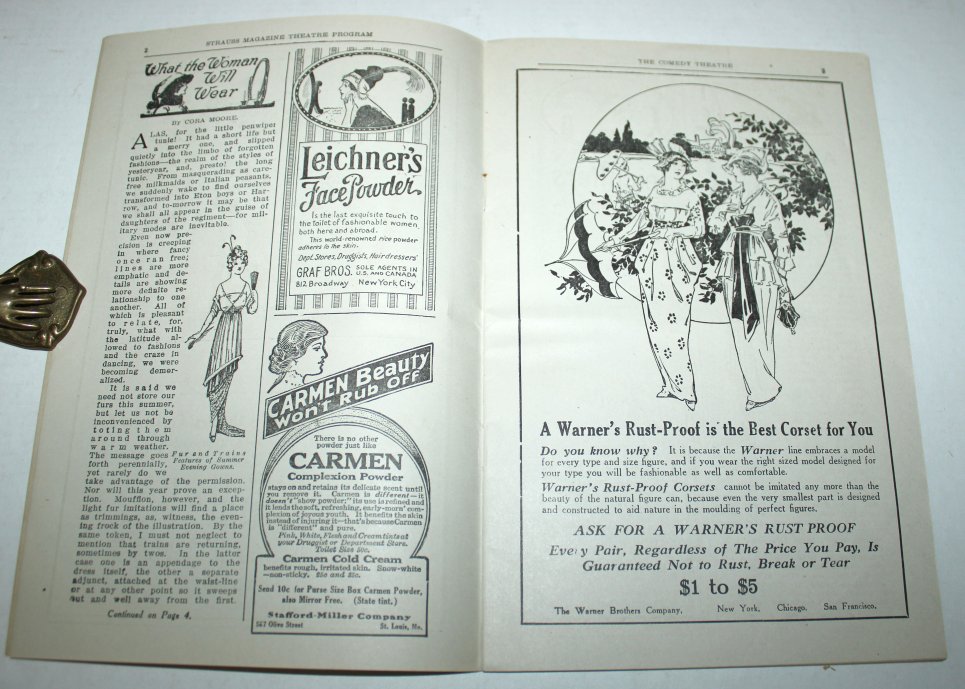 2
STRAUSS MAGAZINE THEATRE PROGRAM
What the Woman
Will
Wear
By CORA MOORE.
ALAS, for the little penwiper
tunic! It had a short life but
a merry one, and slipped
quietly into the limbo of forgotten
fashions—the realm of the styles of
yesteryear, and, presto! the long
tunic. From masquerading as care-
free milkmaids or Italian peasants,
we suddenly wake to find ourselves
transformed into Eton boys or Har-
row, and to-morrow it may be that
we shall all appear in the guise of
daughters of the regiment—for mil-
itary modes are inevitable.
Even now pre-
cision is creeping
in where fancy
once ran free;
lines are more
emphatic and de-
tails are showing
more definite re-
lationship to one
another. All of
which is pleasant
to relate, for,
truly, what with
the latitude al-
lowed to fashions
and the craze in
dancing, we were
becoming demor-
alized.
It is said we
need not store our
furs this summer,
but let us not be
inconvenienced by
toting them
around through
warm weather.
The message goes
forth perennially,
yet rarely do we
take advantage of the permission.
Nor will this year prove an excep-
tion. Moufflon, however, and the
light fur imitations will find a place
as trimmings, as, witness, the even-
ing frock of the illustration. By the
same token, I must not neglect to
mention that trains are returning,
sometimes by twos. In the latter
case one is an appendage to the
dress itself, the other a separate
adjunct, attached at the waist-line
or at any other point so it sweeps
out and well away from the first.
Continued on Page 4.
Fur and Trains
Features of Summer
Evening Gowns.
Leichner's
Face Powder
Is the last exquisite touch to
the toilet of fashionable women
both here and abroad.
This world-renowned rice powder
adheres to the skin.
Dept. Stores, Druggists, Hairdressers'
GRAF BROS. SOLE AGENTS IN
U.S. AND CANADA
812 Broadway New York City
CARMEN Beauty
WON'T RUB OFF
There is no other
powder just like
CARMEN
Complexion Powder
stays on and retains its delicate scent until
you remove it. Carmen is different—it
doesn't "show powder;" its use is refined and
it lends the soft, refreshing, early-morn' com-
plexion of joyous youth. It benefits the skin
instead of injuring it—that's because Carmen
is "different" and pure.
Pink, White, Flesh and Cream tints at
your Druggist or Department Store.
Toilet Size 50c.
Carmen Cold Cream
benefits rough, irritated skin. Snow-white
—non-sticky. 35c and 50c.
Send 10c for Purse Size Box Carmen Powder,
also Mirror Free. (State tint.)
Stafford-Miller Company
567 Olive Street St. Louis, Mo.
THE COMEDY THEATRE
3
A Warner's Rust-Proof is the Best Corset for You
Do you know why? It is because the Warner line embraces a model
for every type and size figure, and if you wear the right sized model designed for
your type you will be fashionable as well as comfortable.
Warner's Rust-Proof Corsets cannot be imitated any more than the
beauty of the natural figure can, because even the very smallest part is designed
and constructed to aid nature in the moulding of perfect figures.
ASK FOR A WARNER'S RUST PROOF
Every Pair, Regardless of The Price You Pay, Is
Guaranteed Not to Rust, Break or Tear
$1 to $5
The Warner Brothers Company, New York, Chicago, San Francisco.